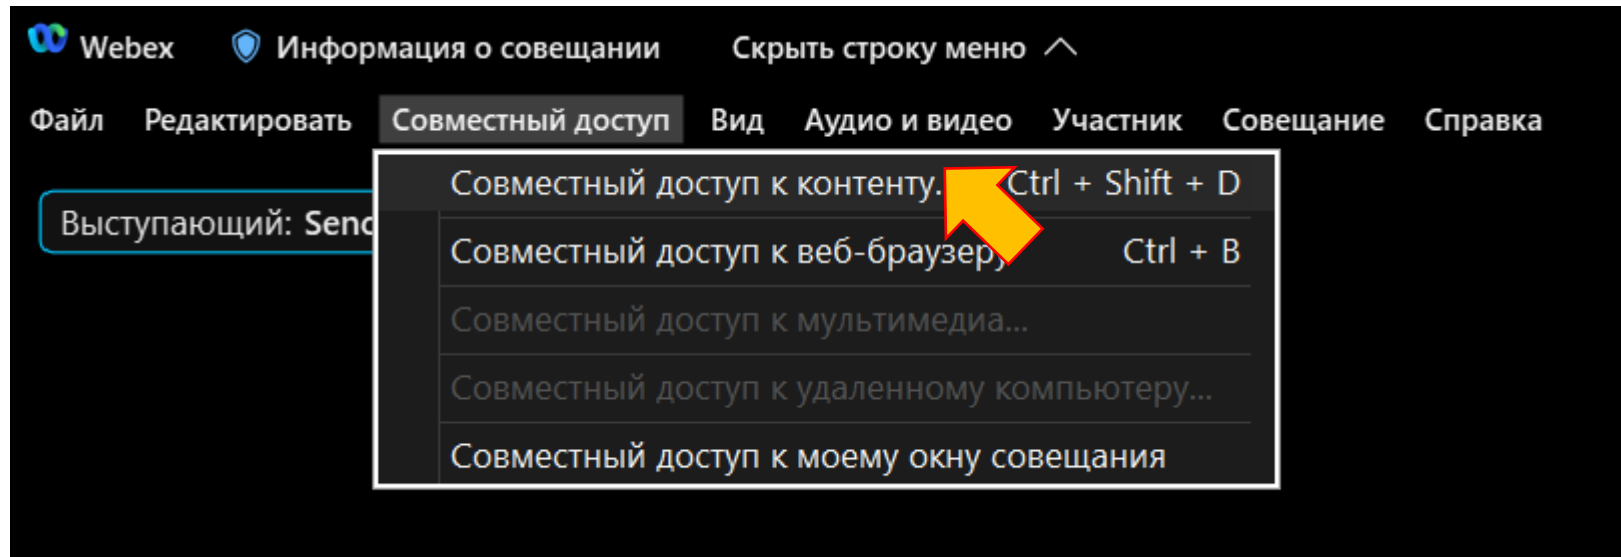 Webex Информация о совещании Скрыть строку меню
Файл Редактировать Совместный доступ Вид Аудио и видео Участник Совещание Справка
Совместный доступ к контенту. Ctrl + Shift + D
Выступающий: Send
Совместный доступ к веб-браузеру Ctrl + B
Совместный доступ к мультимедиа...
Совместный доступ к удаленному компьютеру...
Совместный доступ к моему окну совещания